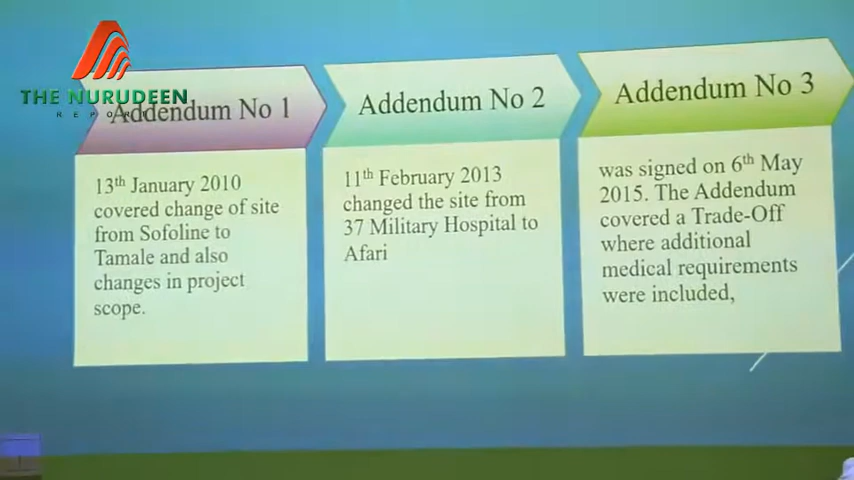 THE NURUDEEN
REPORT
Addendum No 1
13th January 2010
covered change of site
from Sofoline to
Tamale and also
changes in project
scope.
Addendum No 2
11th February 2013
changed the site from
37 Military Hospital to
Afari
Addendum No 3
was signed on 6th May
2015. The Addendum
covered a Trade-Off
where additional
medical requirements
were included,